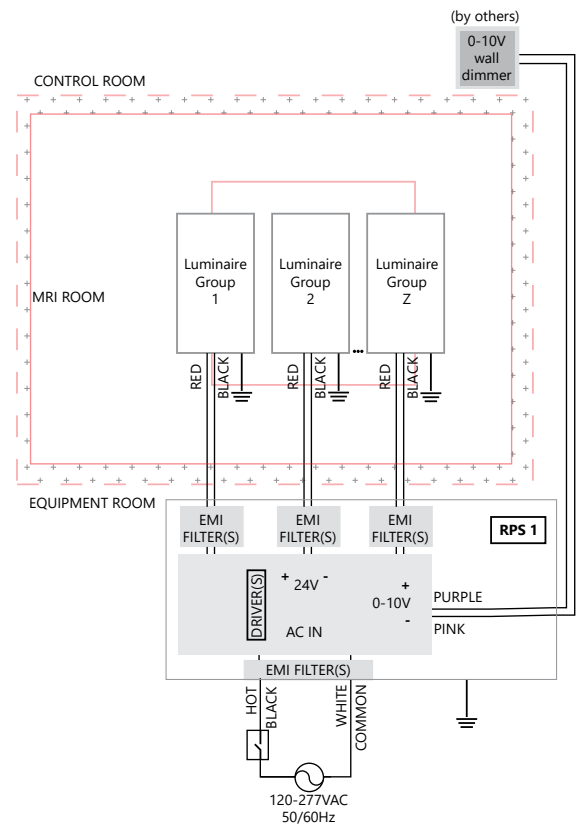 (by others)
0-10V
wall
dimmer
CONTROL ROOM
MRI ROOM
Luminaire
Group
1
Luminaire
Group
2
...
Luminaire
Group
Z
RED
BLACK
RED
BLACK
RED
BLACK
EQUIPMENT ROOM
EMI
FILTER(S)
EMI
FILTER(S)
EMI
FILTER(S)
RPS 1
DRIVER(S)
+ 24V -
AC IN
+
0-10V
-
PURPLE
PINK
EMI FILTER(S)
HOT
BLACK
WHITE
COMMON
120-277VAC
50/60Hz